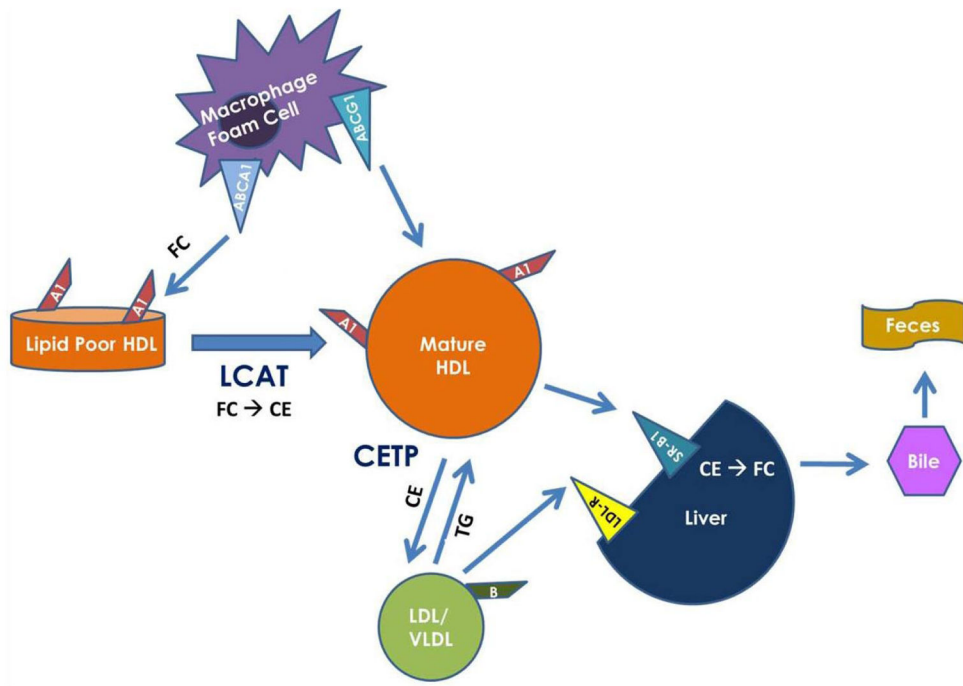 Macrophage
Foam Cell
ABCG1
ABCA1
FC
A1
A1
Lipid Poor HDL
LCAT
FC → CE
A1
A1
Mature
HDL
CETP
CE
TG
LDL/
VLDL
B
SR-B1
LDL-R
CE → FC
Liver
Bile
Feces